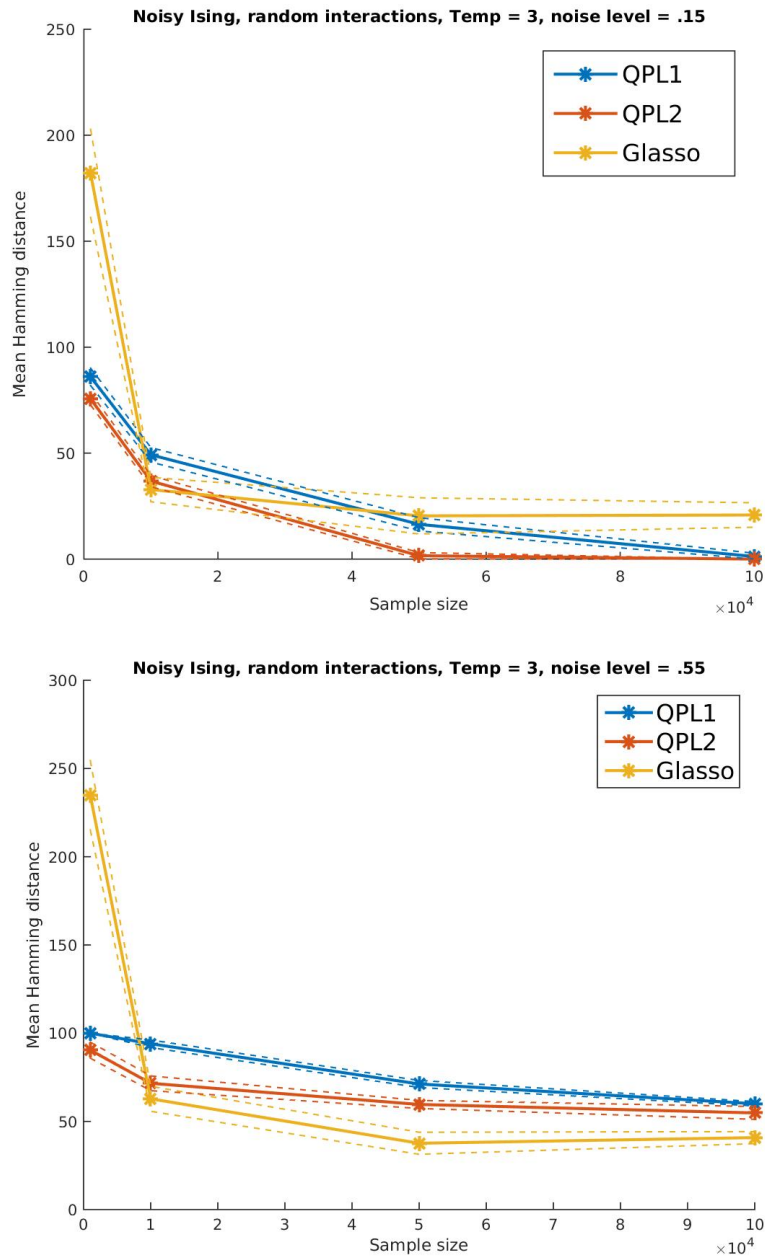 Noisy Ising, random interactions, Temp = 3, noise level = .15
250
200
150
100
50
0
Mean Hamming distance
QPL1
QPL2
Glasso
0 2 4 6 8 10
Sample size
×10^4
Noisy Ising, random interactions, Temp = 3, noise level = .55
300
250
200
150
100
50
0
Mean Hamming distance
QPL1
QPL2
Glasso
0 1 2 3 4 5 6 7 8 9 10
Sample size
×10^4